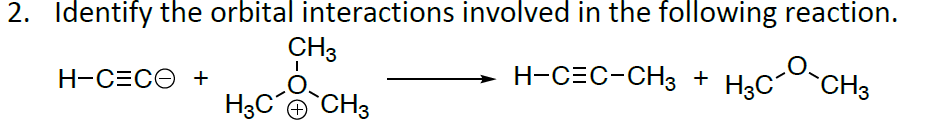 2. Identify the orbital interactions involved in the following reaction.
CH3
H-C≡C⊖ + O H-C≡C-CH3 + O
H3C ⊕ CH3 H3C CH3